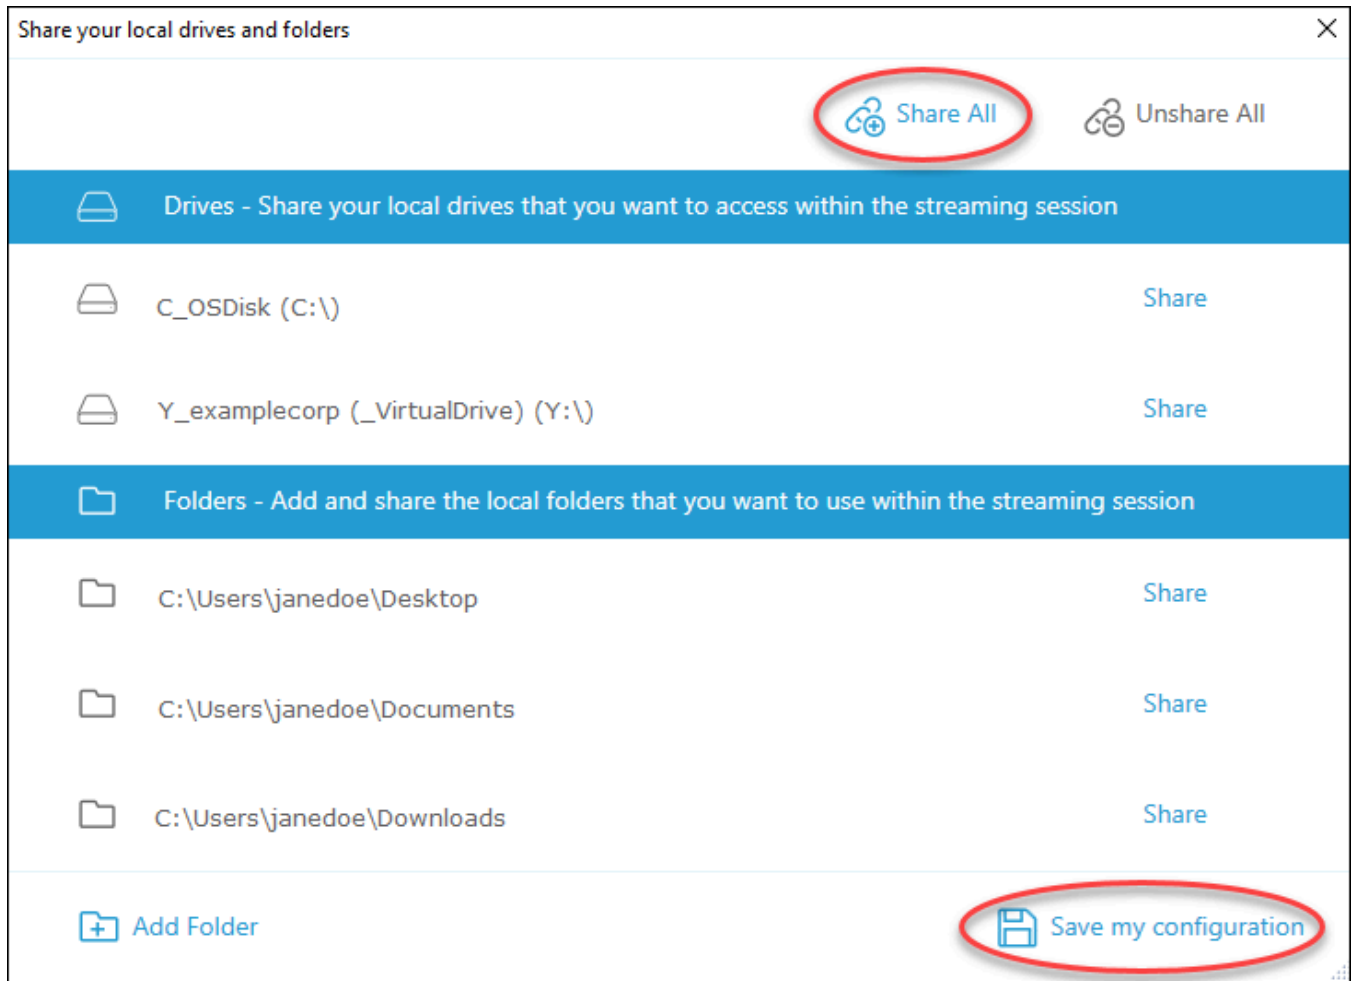 Share your local drives and folders
Share All
Unshare All
Drives - Share your local drives that you want to access within the streaming session
C_OSDisk (C:\)
Share
Y_examplecorp (_VirtualDrive) (Y:\)
Share
Folders - Add and share the local folders that you want to use within the streaming session
C:\Users\janedoe\Desktop
Share
C:\Users\janedoe\Documents
Share
C:\Users\janedoe\Downloads
Share
Add Folder
Save my configuration